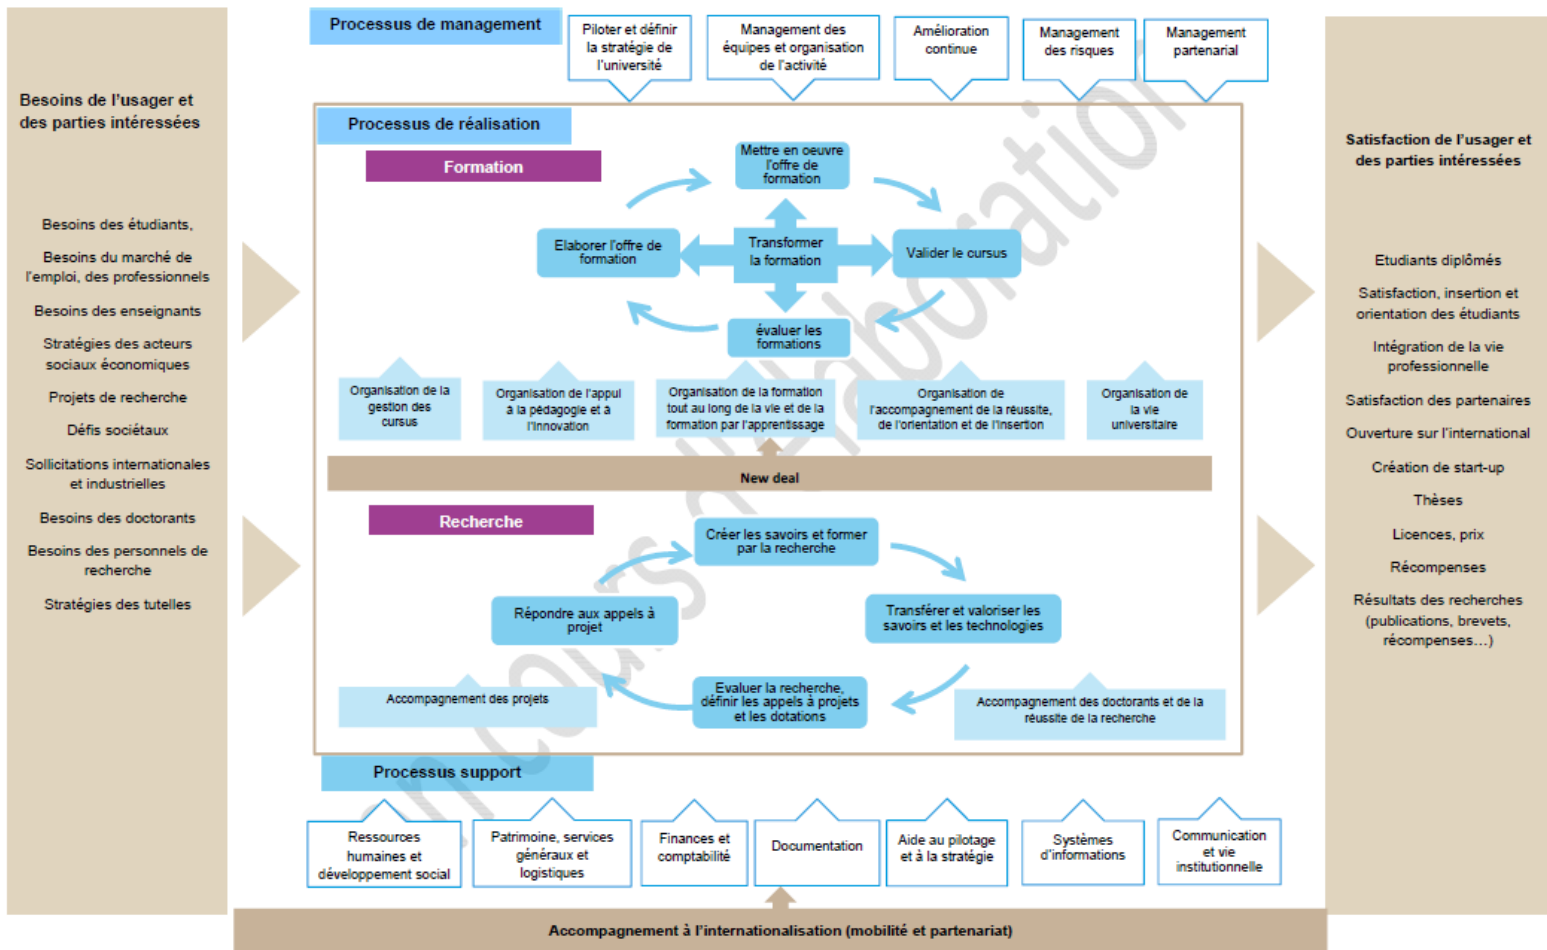 Processus de management
Piloter et définir
la stratégie de
l'université
Management des
équipes et organisation
de l'activité
Amélioration
continue
Management
des risques
Management
partenarial
Besoins de l'usager et
des parties intéressées
Besoins des étudiants,
Besoins du marché de
l'emploi, des professionnels
Besoins des enseignants
Stratégies des acteurs
sociaux économiques
Projets de recherche
Défis sociétaux
Sollicitations internationales
et industrielles
Besoins des doctorants
Besoins des personnels de
recherche
Stratégies des tutelles
Processus de réalisation
Formation
Mettre en oeuvre
l'offre de
formation
Elaborer l'offre de
formation
Transformer
la formation
Valider le cursus
évaluer les
formations
Organisation de la
gestion des
cursus
Organisation de l'appui
à la pédagogie et à
l'innovation
Organisation de la formation
tout au long de la vie et de la
formation par l'apprentissage
Organisation de
l'accompagnement de la réussite,
de l'orientation et de l'insertion
Organisation de
la vie
universitaire
New deal
Recherche
Créer les savoirs et former
par la recherche
Répondre aux appels à
projet
Transférer et valoriser les
savoirs et les technologies
Evaluer la recherche,
définir les appels à projets
et les dotations
Accompagnement des projets
Accompagnement des doctorants et de la
réussite de la recherche
Processus support
Ressources
humaines et
développement social
Patrimoine, services
généraux et
logistiques
Finances et
comptabilité
Documentation
Aide au pilotage
et à la stratégie
Systèmes
d'informations
Communication
et vie
institutionnelle
Accompagnement à l'internationalisation (mobilité et partenariat)
Satisfaction de l'usager et
des parties intéressées
Etudiants diplômés
Satisfaction, insertion et
orientation des étudiants
Intégration de la vie
professionnelle
Satisfaction des partenaires
Ouverture sur l'international
Création de start-up
Thèses
Licences, prix
Récompenses
Résultats des recherches
(publications, brevets,
récompenses…)
en cours d'élaboration